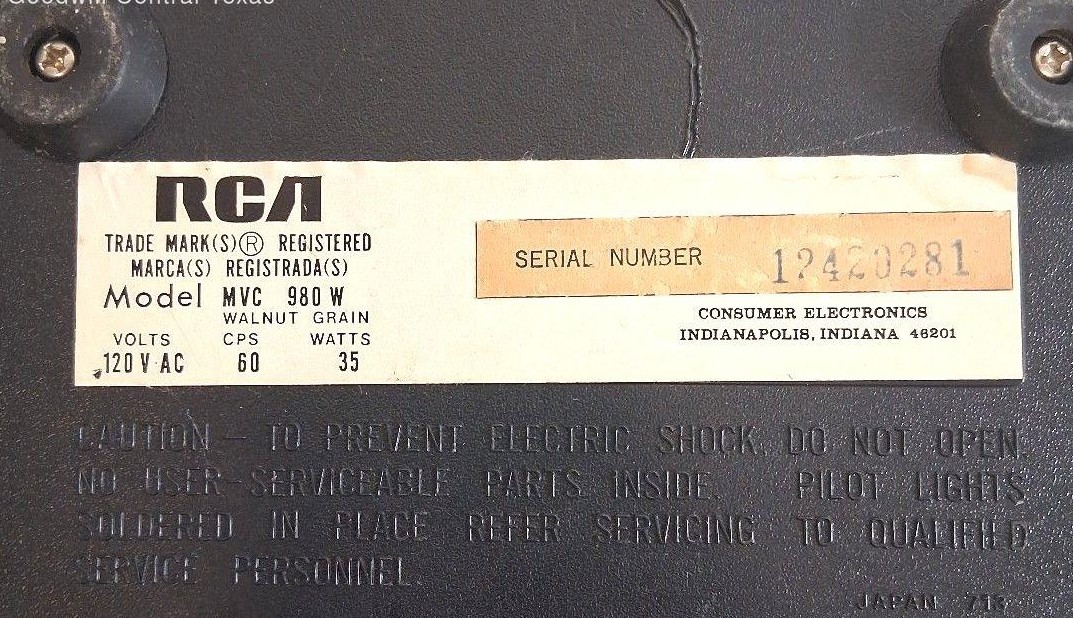 Goodwill Central Texas
RCA
TRADE MARK(S)® REGISTERED
MARCA(S) REGISTRADA(S)
Model MVC 980 W
WALNUT GRAIN
VOLTS CPS WATTS
120 V AC 60 35
SERIAL NUMBER 12420281
CONSUMER ELECTRONICS
INDIANAPOLIS, INDIANA 46201
CAUTION — TO PREVENT ELECTRIC SHOCK, DO NOT OPEN.
NO USER-SERVICEABLE PARTS INSIDE. PILOT LIGHTS
SOLDERED IN PLACE REFER SERVICING TO QUALIFIED
SERVICE PERSONNEL.
JAPAN